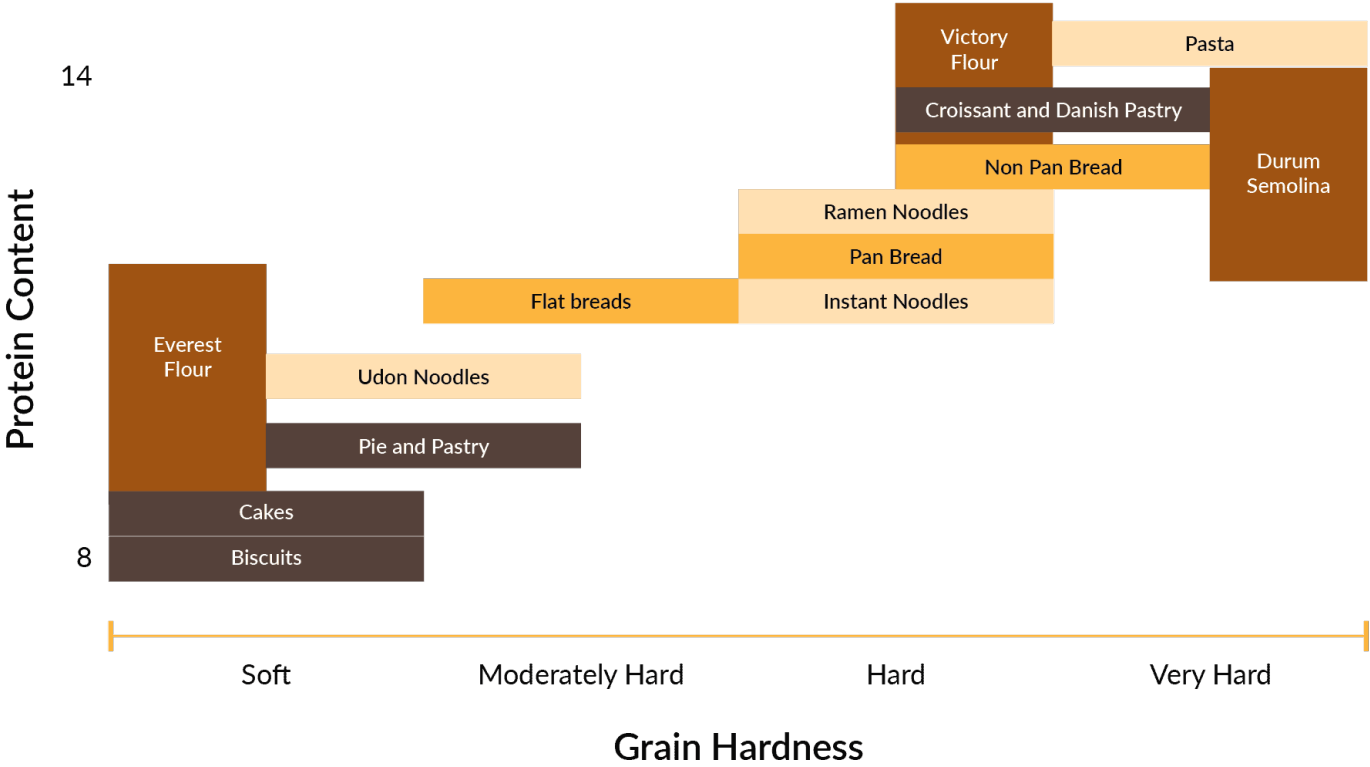 Victory
Flour
Pasta
14
Croissant and Danish Pastry
Non Pan Bread
Durum
Semolina
Ramen Noodles
Pan Bread
Flat breads
Instant Noodles
Protein Content
Everest
Flour
Udon Noodles
Pie and Pastry
Cakes
8
Biscuits
Soft
Moderately Hard
Hard
Very Hard
Grain Hardness